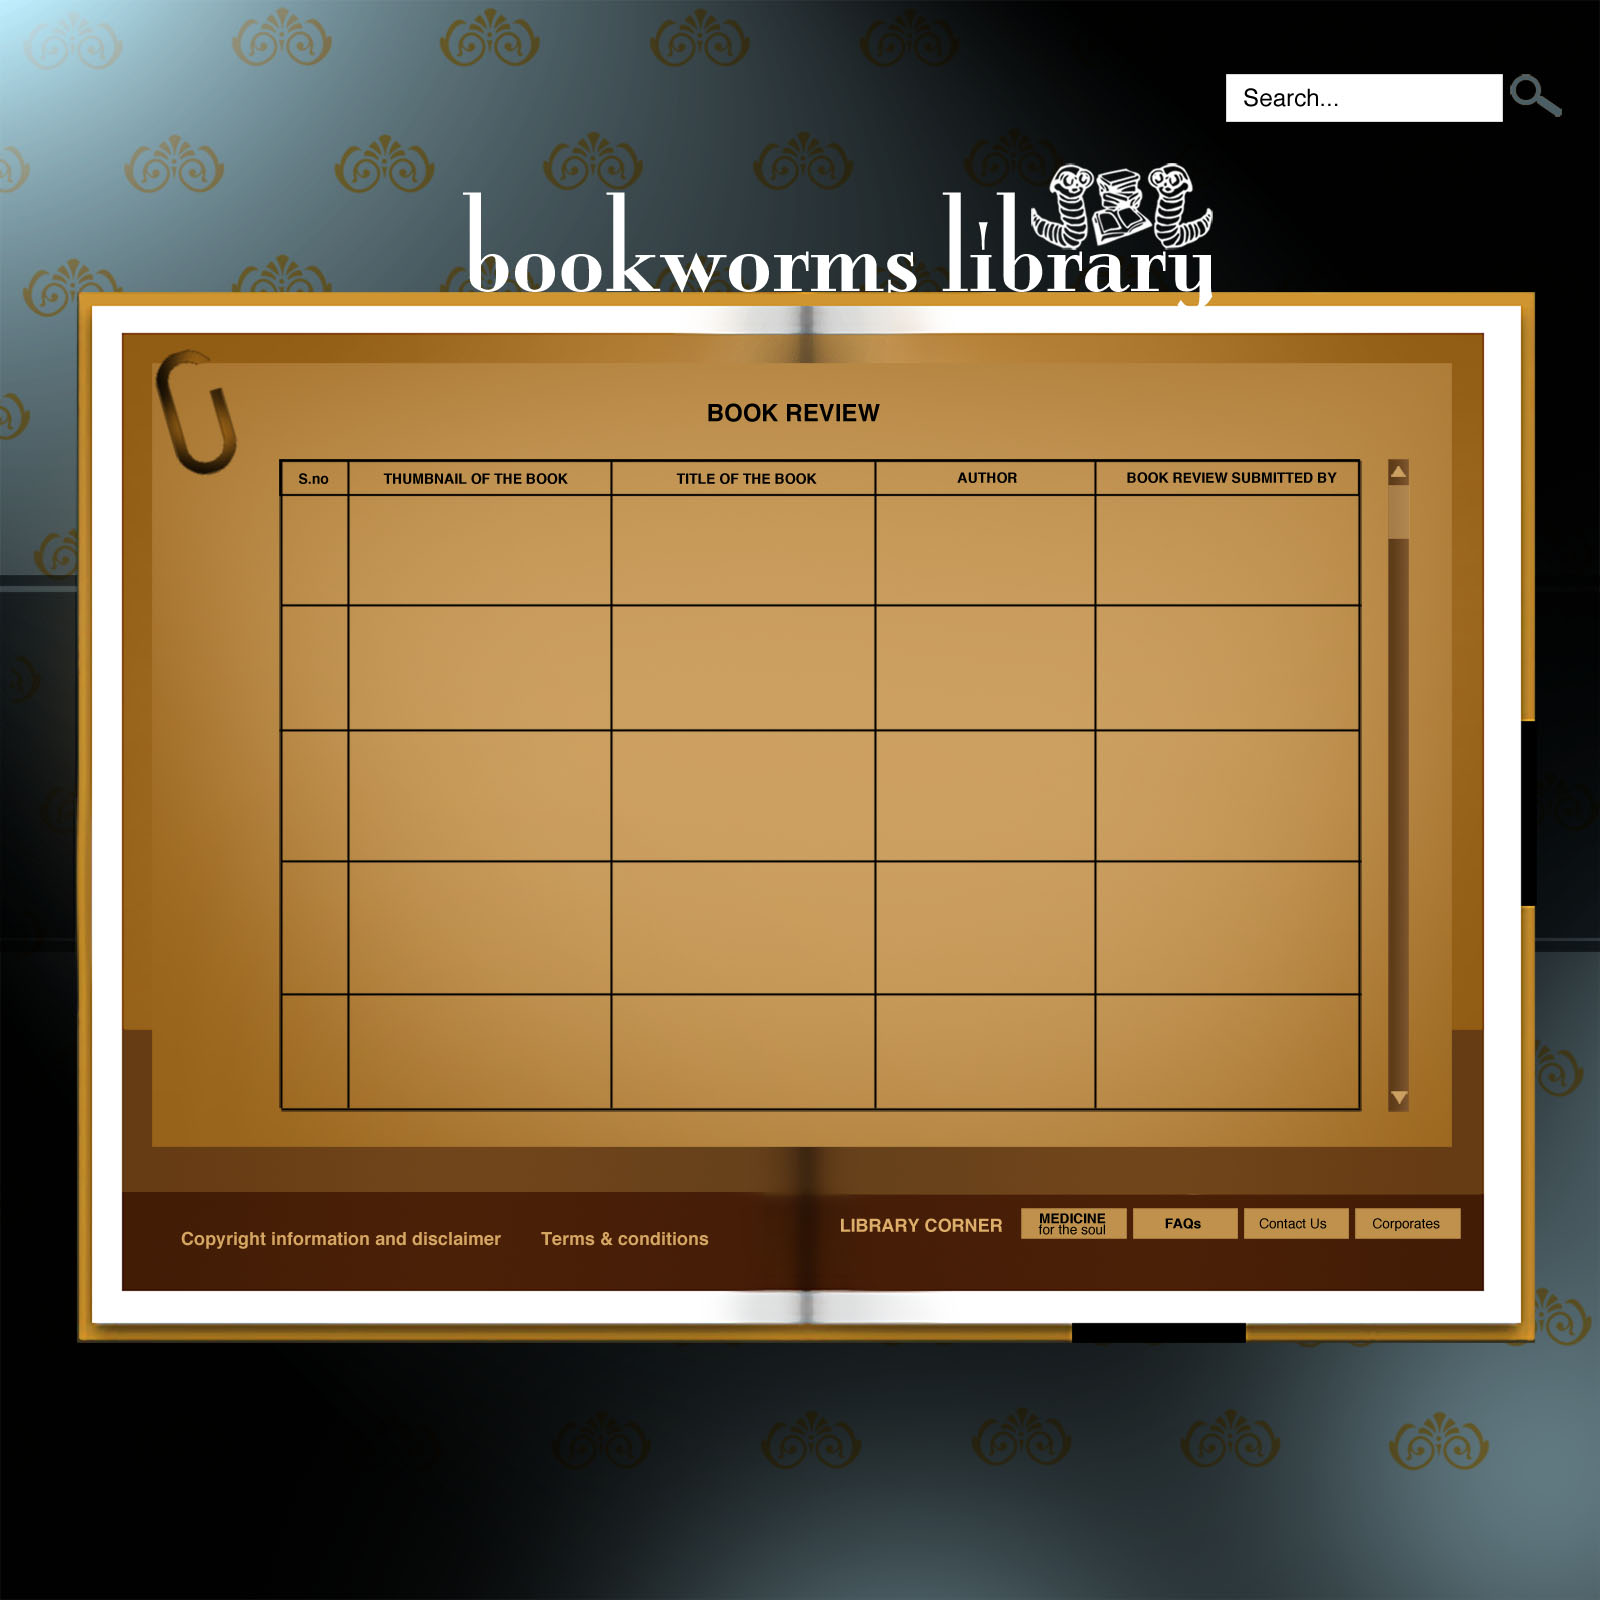 Search...
bookworms library
BOOK REVIEW
S.no THUMBNAIL OF THE BOOK TITLE OF THE BOOK AUTHOR BOOK REVIEW SUBMITTED BY
Copyright information and disclaimer Terms & conditions
LIBRARY CORNER
MEDICINE
for the soul
FAQs
Contact Us
Corporates